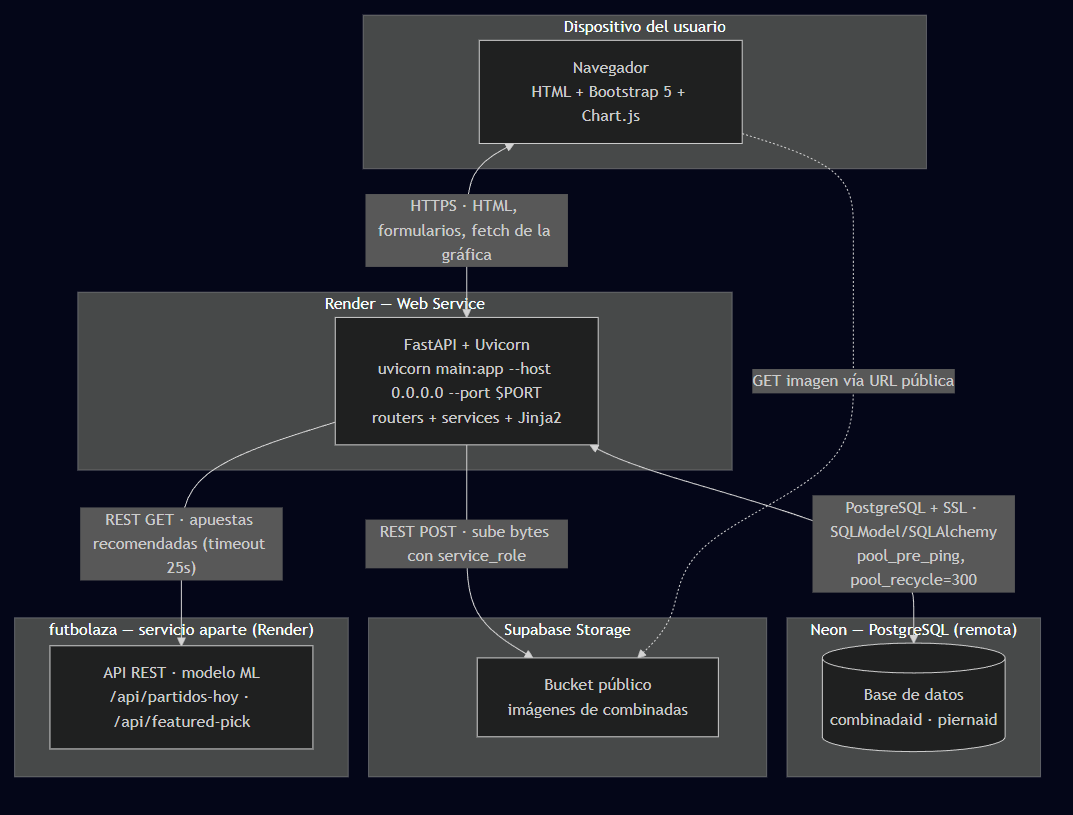 Dispositivo del usuario
Navegador
HTML + Bootstrap 5 +
Chart.js
HTTPS · HTML,
formularios, fetch de la
gráfica
Render — Web Service
FastAPI + Uvicorn
uvicorn main:app --host
0.0.0.0 --port $PORT
routers + services + Jinja2
GET imagen vía URL pública
REST GET · apuestas
recomendadas (timeout
25s)
REST POST · sube bytes
con service_role
PostgreSQL + SSL ·
SQLModel/SQLAlchemy
pool_pre_ping,
pool_recycle=300
futbolaza — servicio aparte (Render)
API REST · modelo ML
/api/partidos-hoy ·
/api/featured-pick
Supabase Storage
Bucket público
imágenes de combinadas
Neon — PostgreSQL (remota)
Base de datos
combinadaid · piernaid